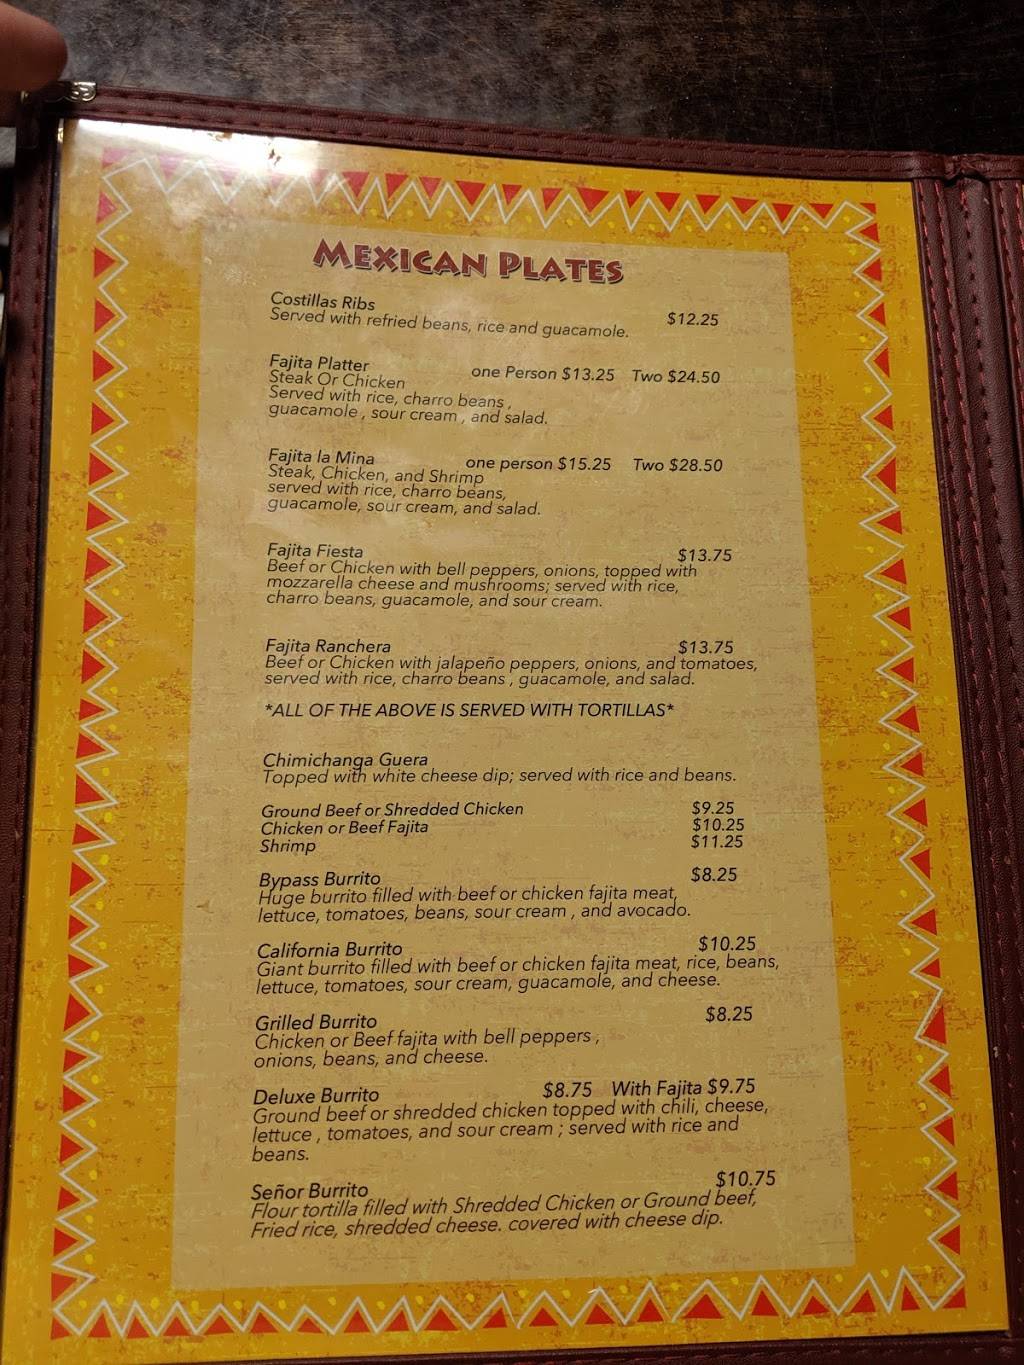 MEXICAN PLATES
Costillas Ribs $12.25
Served with refried beans, rice and guacamole.
Fajita Platter one Person $13.25 Two $24.50
Steak Or Chicken
Served with rice, charro beans ,
guacamole , sour cream , and salad.
Fajita la Mina one person $15.25 Two $28.50
Steak, Chicken, and Shrimp
served with rice, charro beans,
guacamole, sour cream, and salad.
Fajita Fiesta $13.75
Beef or Chicken with bell peppers, onions, topped with
mozzarella cheese and mushrooms; served with rice,
charro beans, guacamole, and sour cream.
Fajita Ranchera $13.75
Beef or Chicken with jalapeño peppers, onions, and tomatoes,
served with rice, charro beans , guacamole, and salad.
*ALL OF THE ABOVE IS SERVED WITH TORTILLAS*
Chimichanga Guera
Topped with white cheese dip; served with rice and beans.
Ground Beef or Shredded Chicken $9.25
Chicken or Beef Fajita $10.25
Shrimp $11.25
Bypass Burrito $8.25
Huge burrito filled with beef or chicken fajita meat,
lettuce, tomatoes, beans, sour cream , and avocado.
California Burrito $10.25
Giant burrito filled with beef or chicken fajita meat, rice, beans,
lettuce, tomatoes, sour cream, guacamole, and cheese.
Grilled Burrito $8.25
Chicken or Beef fajita with bell peppers ,
onions, beans, and cheese.
Deluxe Burrito $8.75 With Fajita $9.75
Ground beef or shredded chicken topped with chili, cheese,
lettuce , tomatoes, and sour cream ; served with rice and
beans.
Señor Burrito $10.75
Flour tortilla filled with Shredded Chicken or Ground beef,
Fried rice, shredded cheese. covered with cheese dip.